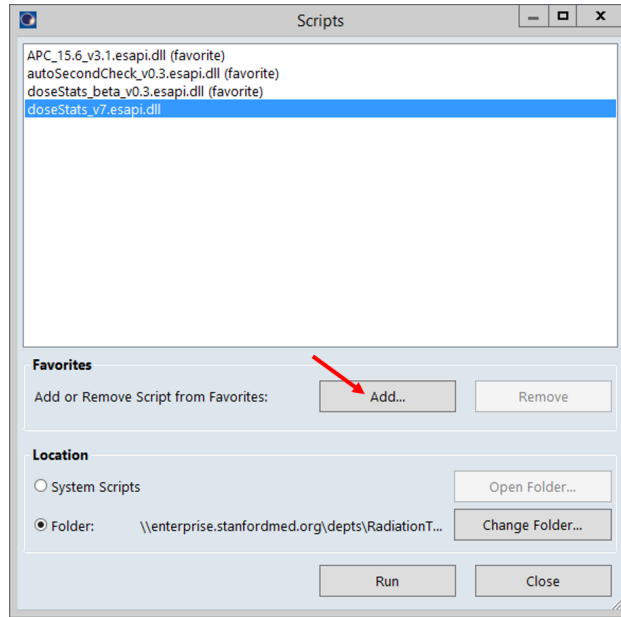 Scripts
APC_15.6_v3.1.esapi.dll (favorite)
autoSecondCheck_v0.3.esapi.dll (favorite)
doseStats_beta_v0.3.esapi.dll (favorite)
doseStats_v7.esapi.dll
Favorites
Add or Remove Script from Favorites: Add... Remove
Location
System Scripts Open Folder...
Folder: \\enterprise.stanfordmed.org\depts\RadiationT... Change Folder...
Run Close